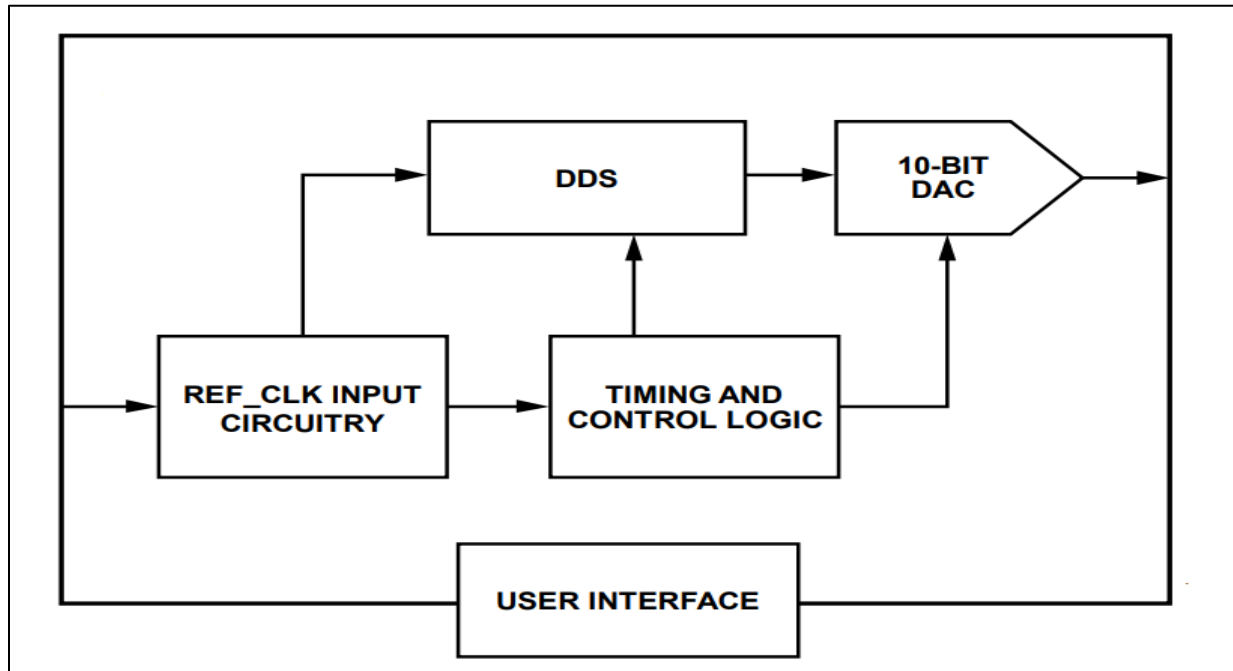 DDS
10-BIT
DAC
REF_CLK INPUT
CIRCUITRY
TIMING AND
CONTROL LOGIC
USER INTERFACE